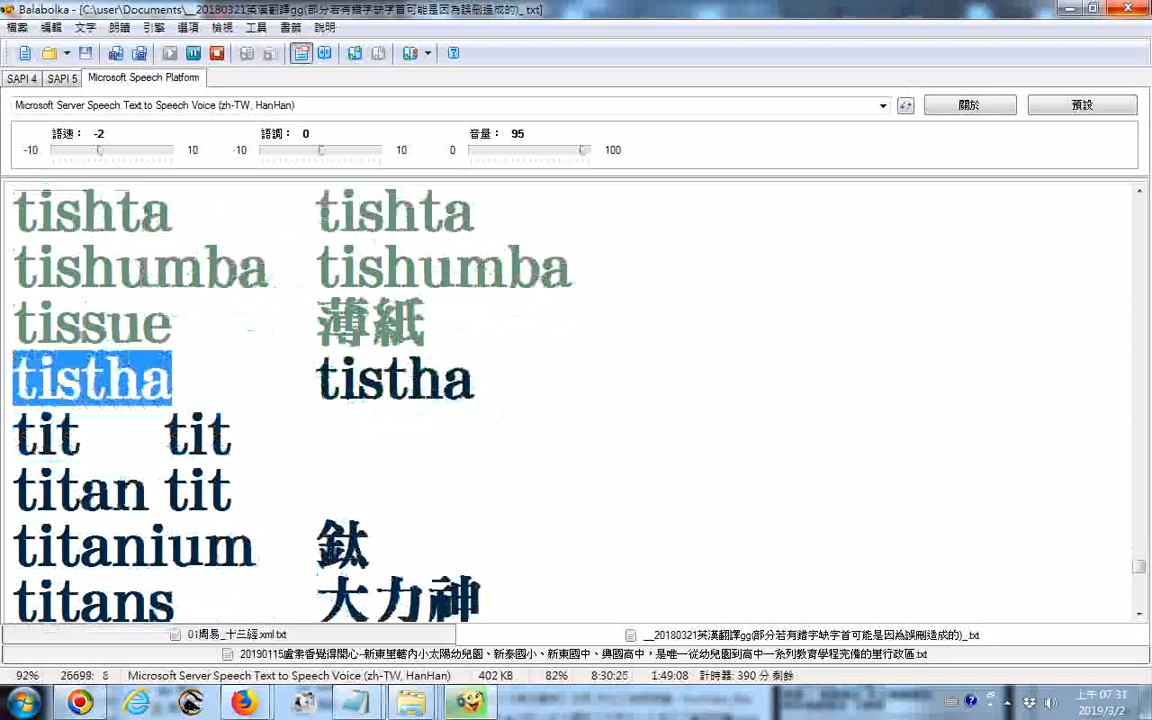 Balabolka - [C:\user\Documents\__20180321英漢翻譯gg(部分若有錯字缺字首可能是因為誤刪造成的)_.txt]
檔案 編輯 文字 朗讀 引擎 選項 檢視 工具 書籤 說明
SAPI 4 SAPI 5 Microsoft Speech Platform
Microsoft Server Speech Text to Speech Voice (zh-TW, HanHan) 關於 預設
語速： -2 語調： 0 音量： 95
-10 10 -10 10 0 100
tishta tishta
tishumba tishumba
tissue 薄紙
tistha tistha
tit tit
titan tit
titanium 鈦
titans 大力神
01周易_十三經.xml.txt __20180321英漢翻譯gg(部分若有錯字缺字首可能是因為誤刪造成的)_.txt
20190115盧素香覺得開心--新東里轄內小太陽幼兒園、新泰國小、新東國中、興國高中，是唯一從幼兒園到高中一系列教育學程完備的里行政區.txt
92% 26699: 8 Microsoft Server Speech Text to Speech Voice (zh-TW, HanHan) 402 KB 82% 8:30:25 1:49:08 計時器: 390 分 剩餘
上午 07:31
2019/3/2